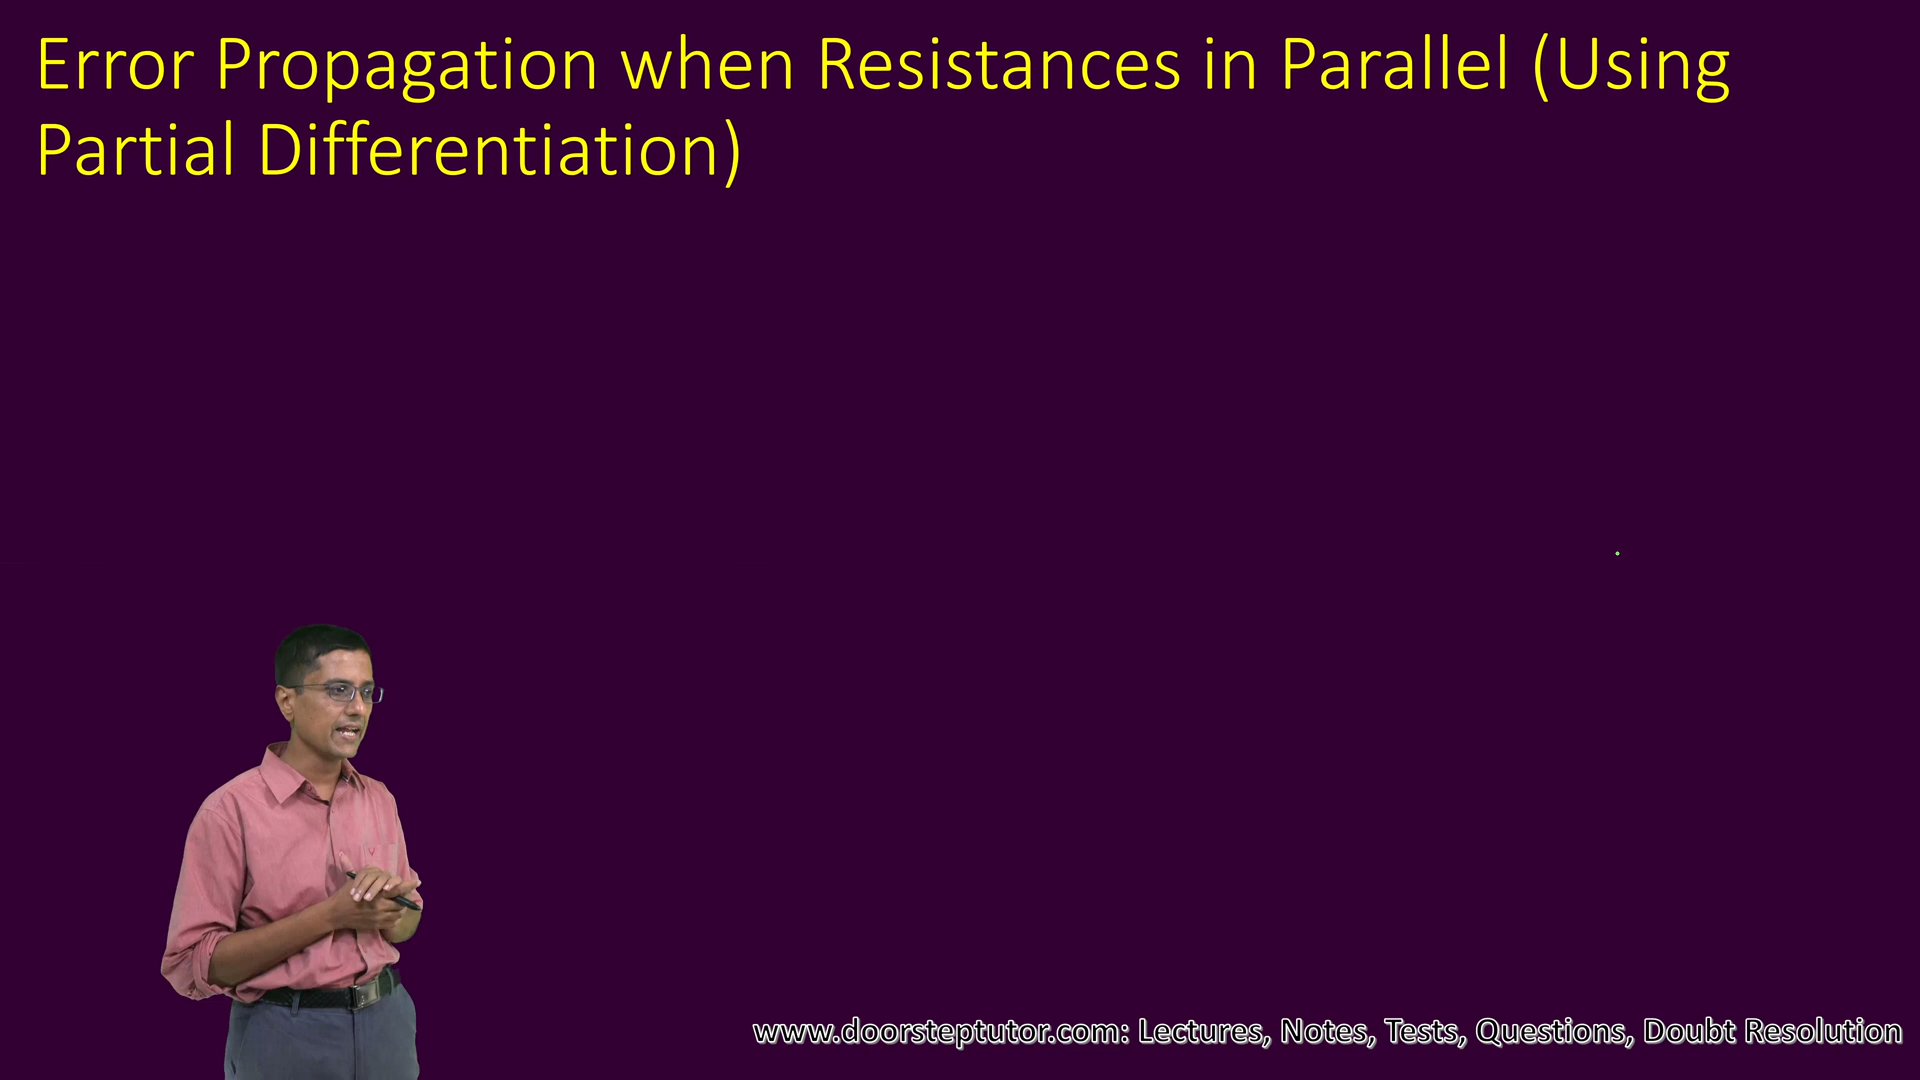 Error Propagation when Resistances in Parallel (Using
Partial Differentiation)
www.doorsteptutor.com: Lectures, Notes, Tests, Questions, Doubt Resolution